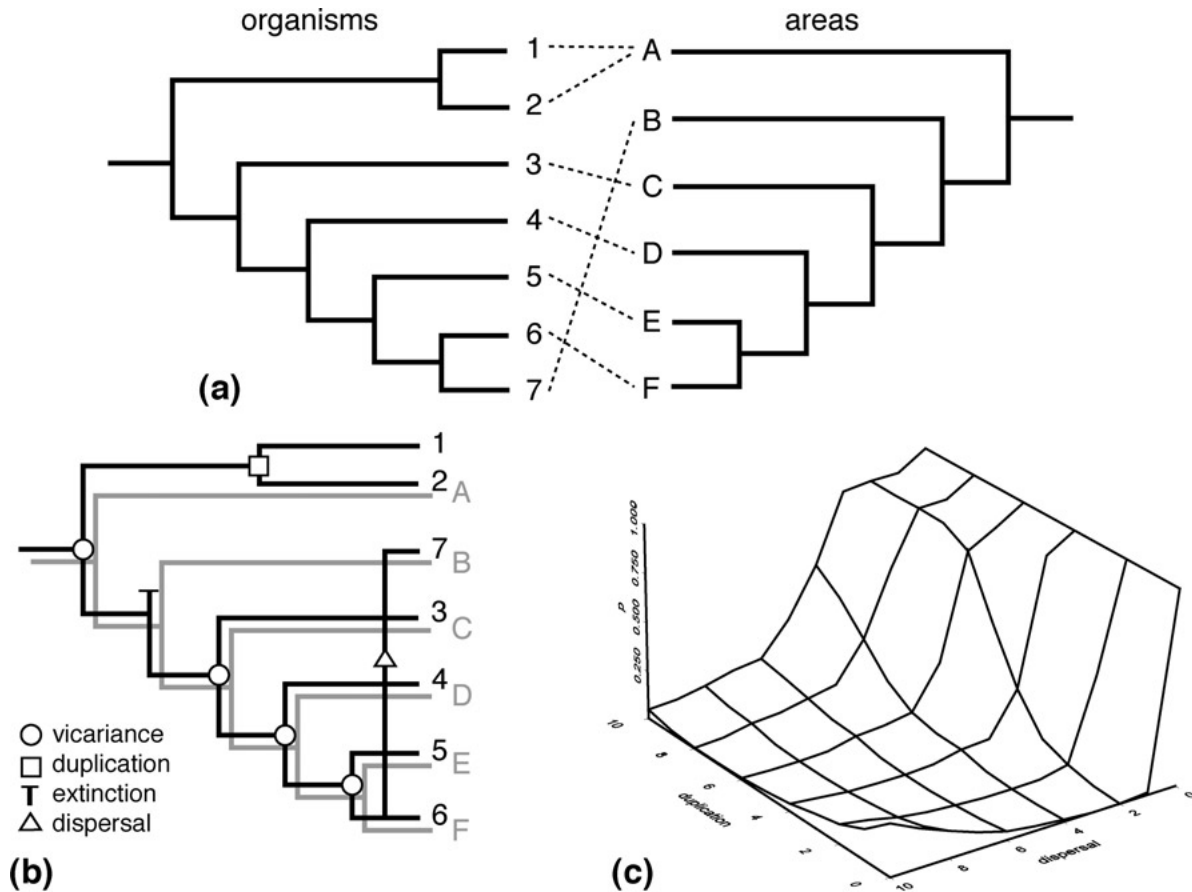 organisms areas
1 A
2
B
3
C
4
D
5
E
6
F
7
(a)
1
2
A
7
B
3
C
4
D
5
E
6
F
vicariance
duplication
extinction
dispersal
(b)
1.000
0.750
0.500
0.250
P
10
8
6
4
2
0
duplication
10
8
6
4
2
0
dispersal
(c)